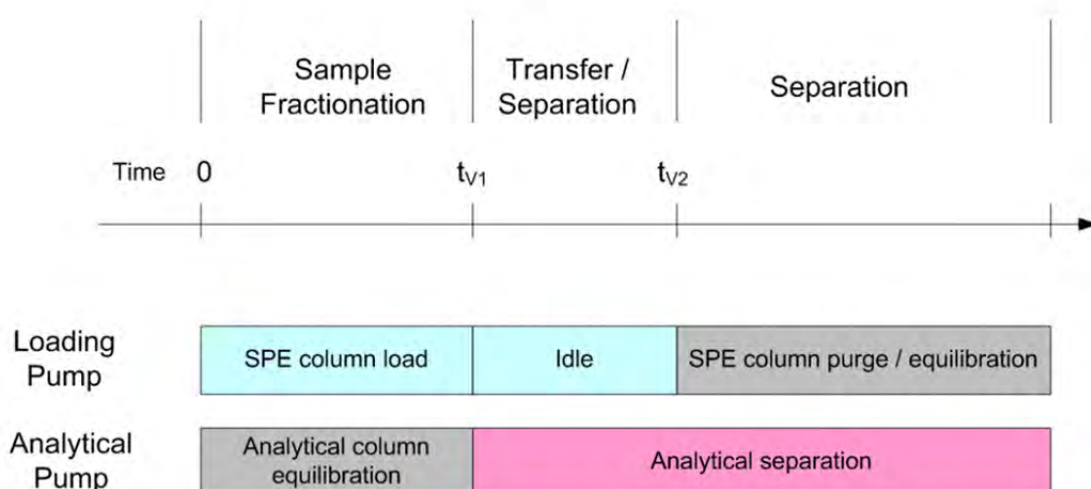 Sample
Fractionation
Transfer /
Separation
Separation
Time 0 tV1 tV2
Loading
Pump
SPE column load
Idle
SPE column purge / equilibration
Analytical
Pump
Analytical column
equilibration
Analytical separation